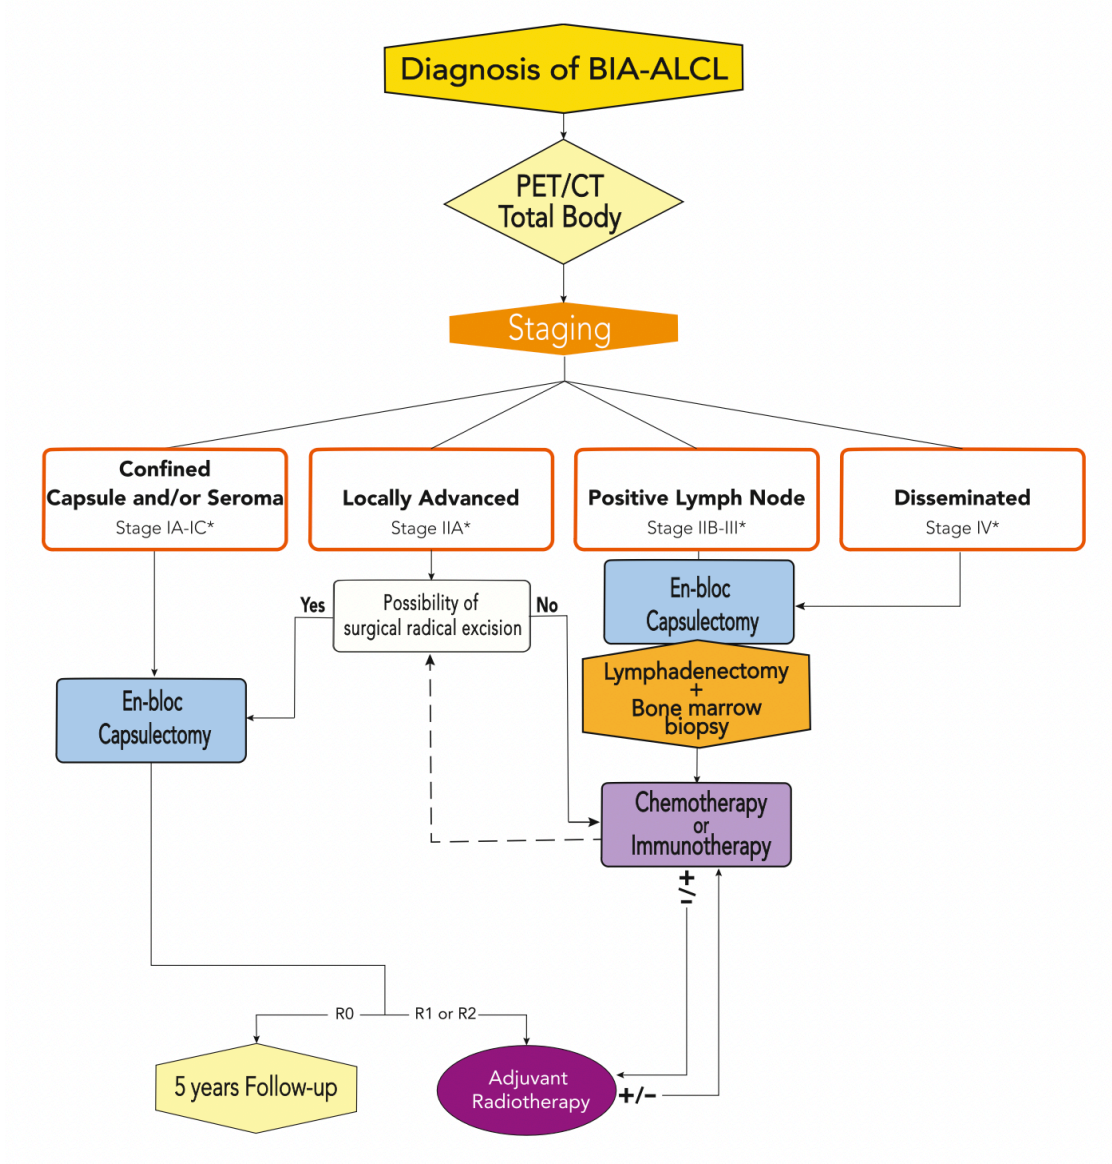 Diagnosis of BIA-ALCL
PET/CT
Total Body
Staging
Confined
Capsule and/or Seroma
Stage IA-IC*
Locally Advanced
Stage IIA*
Positive Lymph Node
Stage IIB-III*
Disseminated
Stage IV*
Yes
Possibility of
surgical radical excision
No
En-bloc
Capsulectomy
Lymphadenectomy
+
Bone marrow
biopsy
En-bloc
Capsulectomy
Chemotherapy
or
Immunotherapy
-/+
R0
R1 or R2
5 years Follow-up
Adjuvant
Radiotherapy
+/-